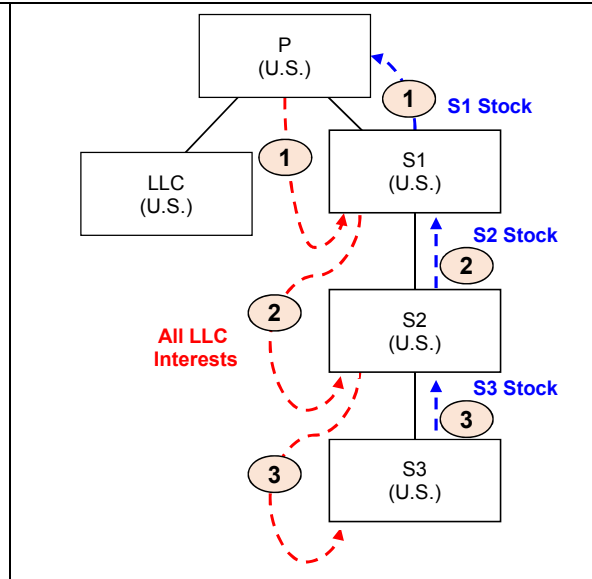 P
(U.S.)
1
S1 Stock
1
LLC
(U.S.)
S1
(U.S.)
S2 Stock
2
2
All LLC
Interests
S2
(U.S.)
S3 Stock
3
3
S3
(U.S.)